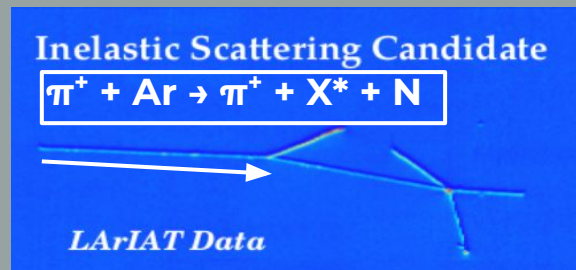 Inelastic Scattering Candidate
π⁺ + Ar → π⁺ + X* + N
LArIAT Data